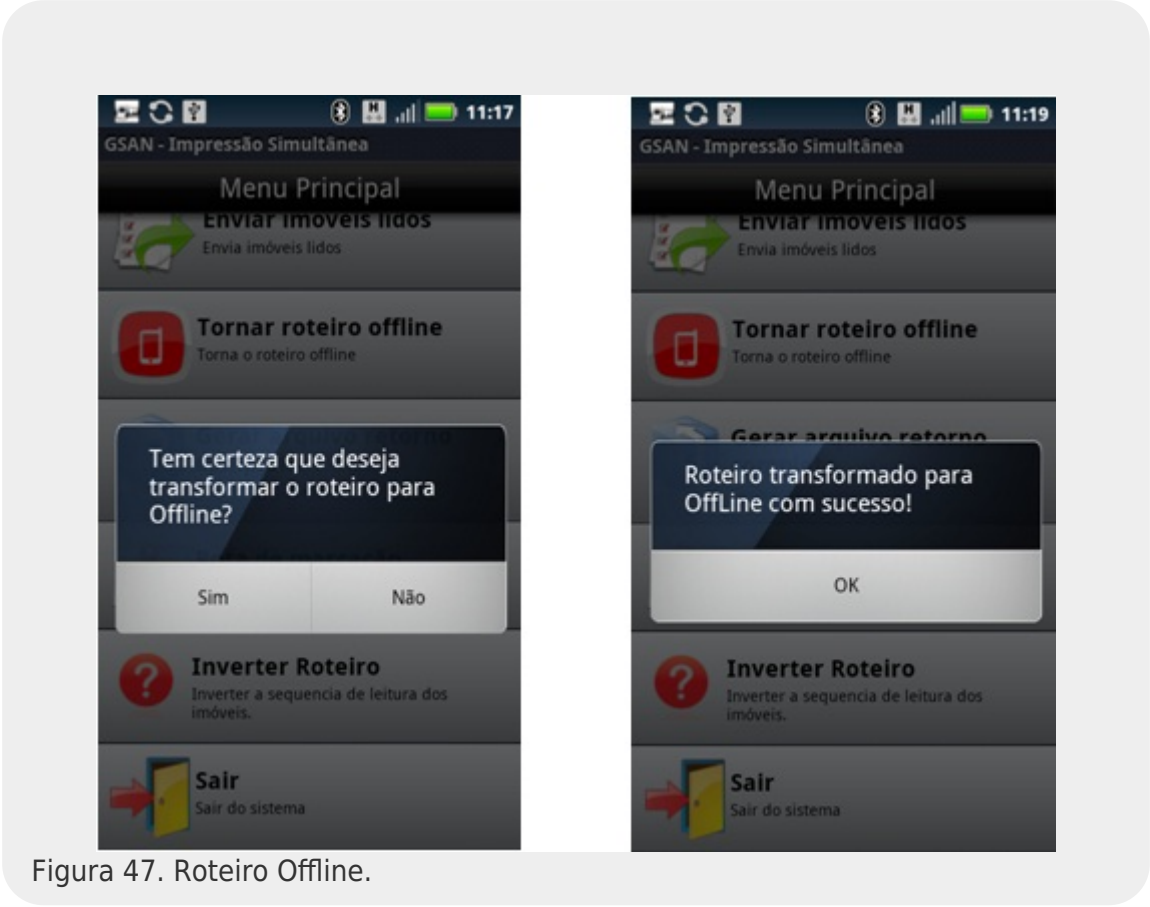 11:17
GSAN - Impressão Simultânea
Menu Principal
Enviar imóveis lidos
Envia imóveis lidos
Tornar roteiro offline
Torna o roteiro offline
Gerar arquivo retorno
Tem certeza que deseja
transformar o roteiro para
Offline?
Sim Não
Inverter Roteiro
Inverter a sequencia de leitura dos
imóveis.
Sair
Sair do sistema
11:19
GSAN - Impressão Simultânea
Menu Principal
Enviar imóveis lidos
Envia imóveis lidos
Tornar roteiro offline
Torna o roteiro offline
Gerar arquivo retorno
Roteiro transformado para
OffLine com sucesso!
OK
Inverter Roteiro
Inverter a sequencia de leitura dos
imóveis.
Sair
Sair do sistema
Figura 47. Roteiro Offline.